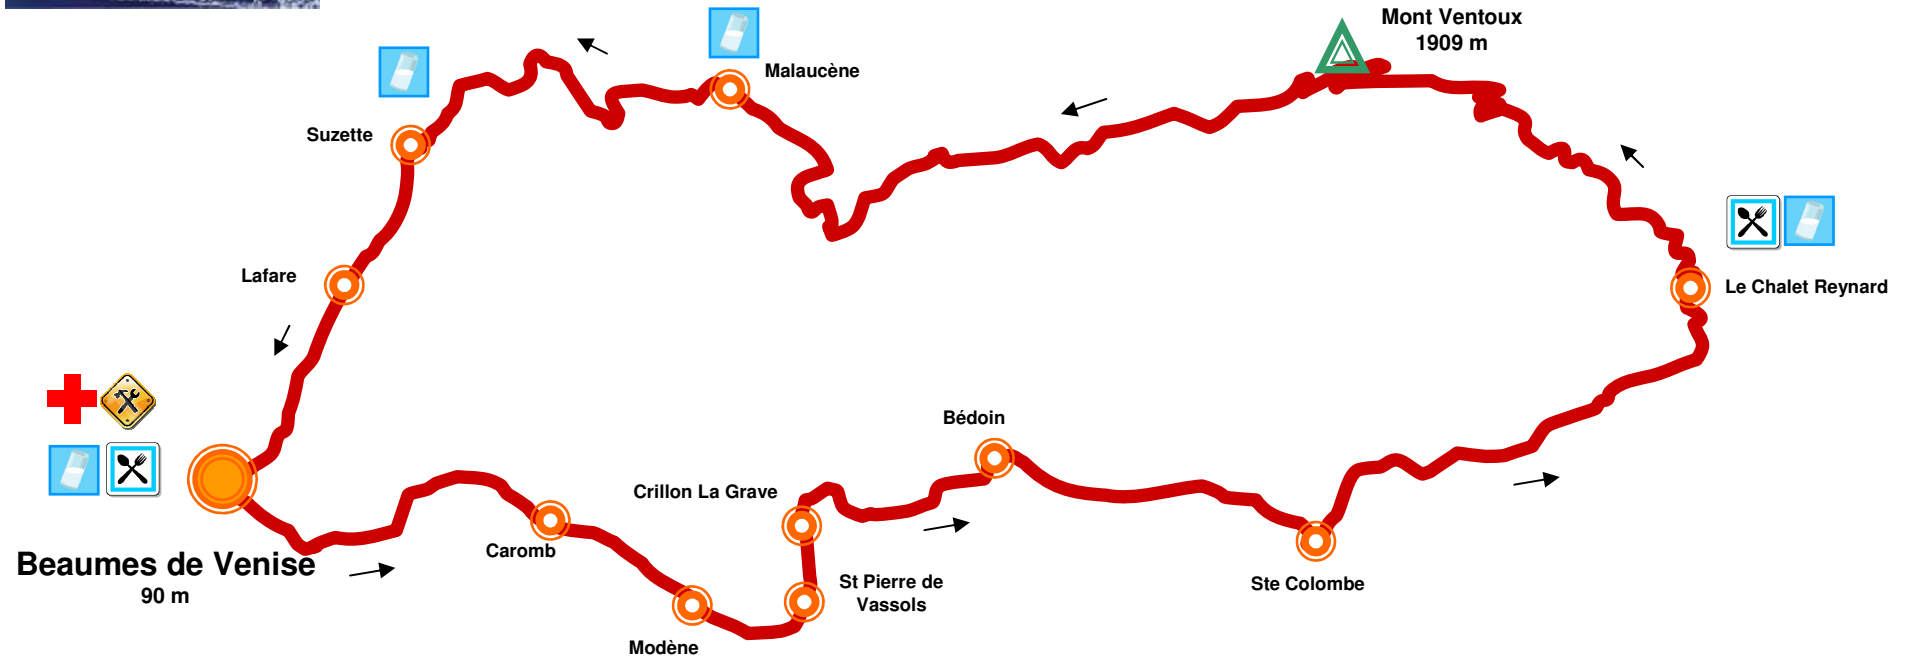 Mont Ventoux
1909 m
Malaucène
Suzette
Lafare
Le Chalet Reynard
Bédoin
Crillon La Grave
Caromb
Beaumes de Venise
90 m
St Pierre de
Vassols
Ste Colombe
Modène